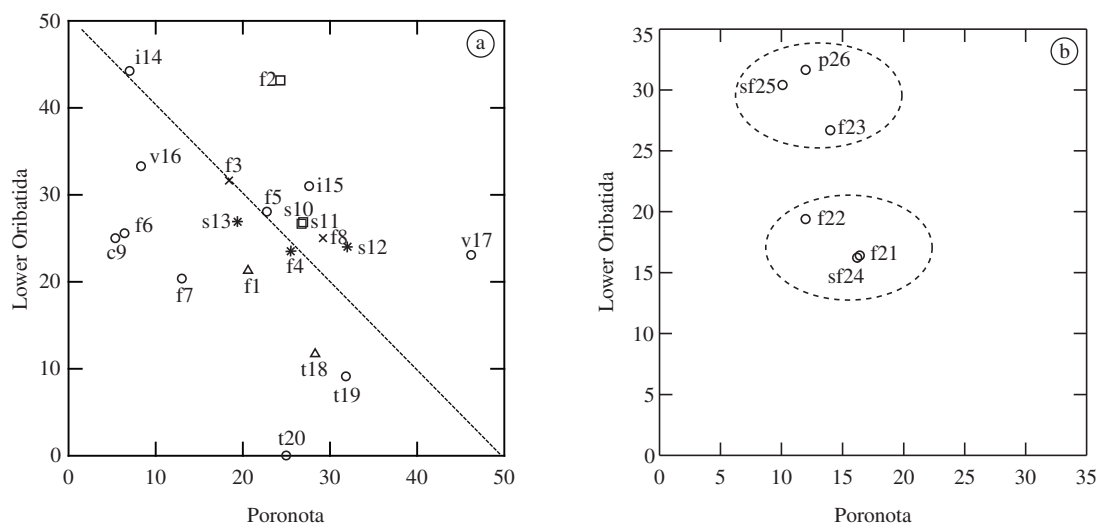 50
40
30
20
10
0
Lower Oribatida
a
i14
f2
v16
f3
i15
f5
s10
s11
s13
f6
f8
s12
v17
c9
f4
f7
f1
t18
t19
t20
0 10 20 30 40 50
Poronota
35
30
25
20
15
10
5
0
Lower Oribatida
b
p26
sf25
f23
f22
f21
sf24
0 5 10 15 20 25 30 35
Poronota